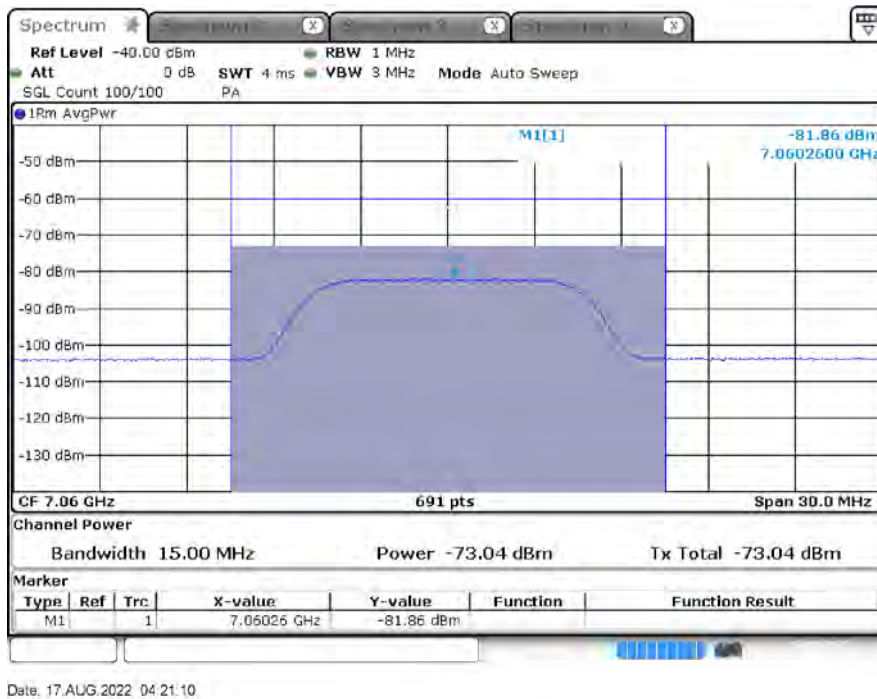 Spectrum
Ref Level -40.00 dBm RBW 1 MHz
Att 0 dB SWT 4 ms VBW 3 MHz Mode Auto Sweep
SGL Count 100/100 PA
1Rm AvgPwr
M1[1] -81.86 dBm
7.0602600 GHz
-50 dBm
-60 dBm
-70 dBm
-80 dBm
-90 dBm
-100 dBm
-110 dBm
-120 dBm
-130 dBm
CF 7.06 GHz 691 pts Span 30.0 MHz
Channel Power
Bandwidth 15.00 MHz Power -73.04 dBm Tx Total -73.04 dBm
Marker
Type Ref Trc X-value Y-value Function Function Result
M1 1 7.06026 GHz -81.86 dBm
Date: 17.AUG.2022 04:21:10